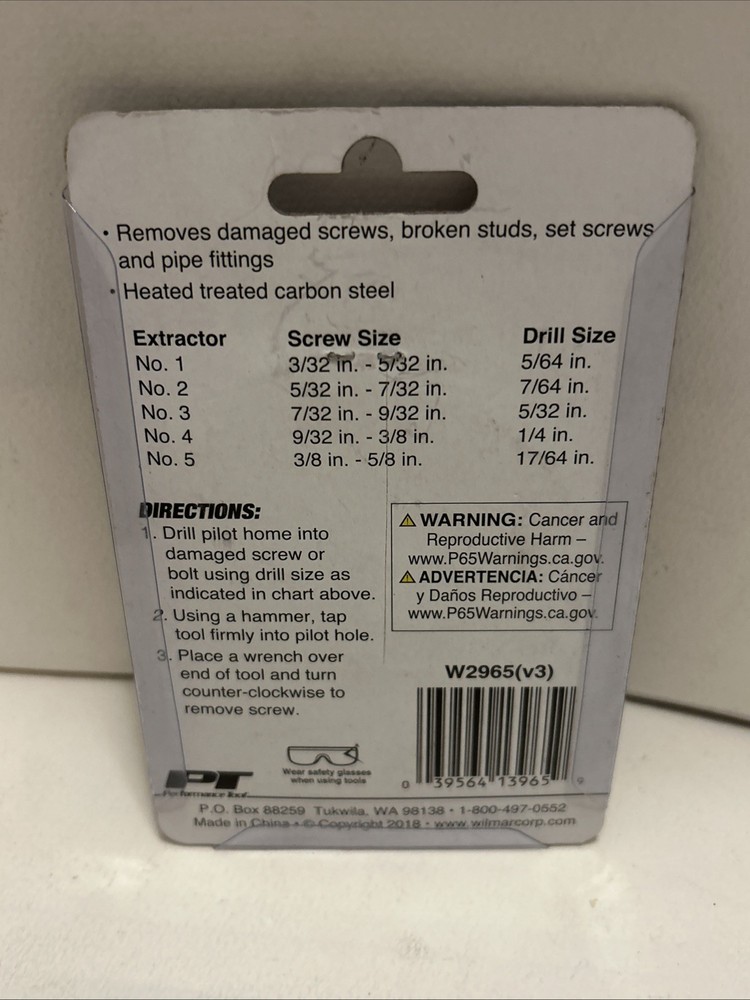 • Removes damaged screws, broken studs, set screws
and pipe fittings
• Heated treated carbon steel
Extractor Screw Size Drill Size
No. 1 3/32 in. - 5/32 in. 5/64 in.
No. 2 5/32 in. - 7/32 in. 7/64 in.
No. 3 7/32 in. - 9/32 in. 5/32 in.
No. 4 9/32 in. - 3/8 in. 1/4 in.
No. 5 3/8 in. - 5/8 in. 17/64 in.
DIRECTIONS:
1. Drill pilot home into
damaged screw or
bolt using drill size as
indicated in chart above.
2. Using a hammer, tap
tool firmly into pilot hole.
3. Place a wrench over
end of tool and turn
counter-clockwise to
remove screw.
⚠ WARNING: Cancer and
Reproductive Harm –
www.P65Warnings.ca.gov.
⚠ ADVERTENCIA: Cáncer
y Daños Reproductivo –
www.P65Warnings.ca.gov.
W2965(v3)
0 39564 13965 9
Wear safety glasses
when using tools
PT
Performance Tool
P.O. Box 88259 Tukwila, WA 98138 • 1-800-497-0552
Made in China • © Copyright 2018 • www.wilmarcorp.com